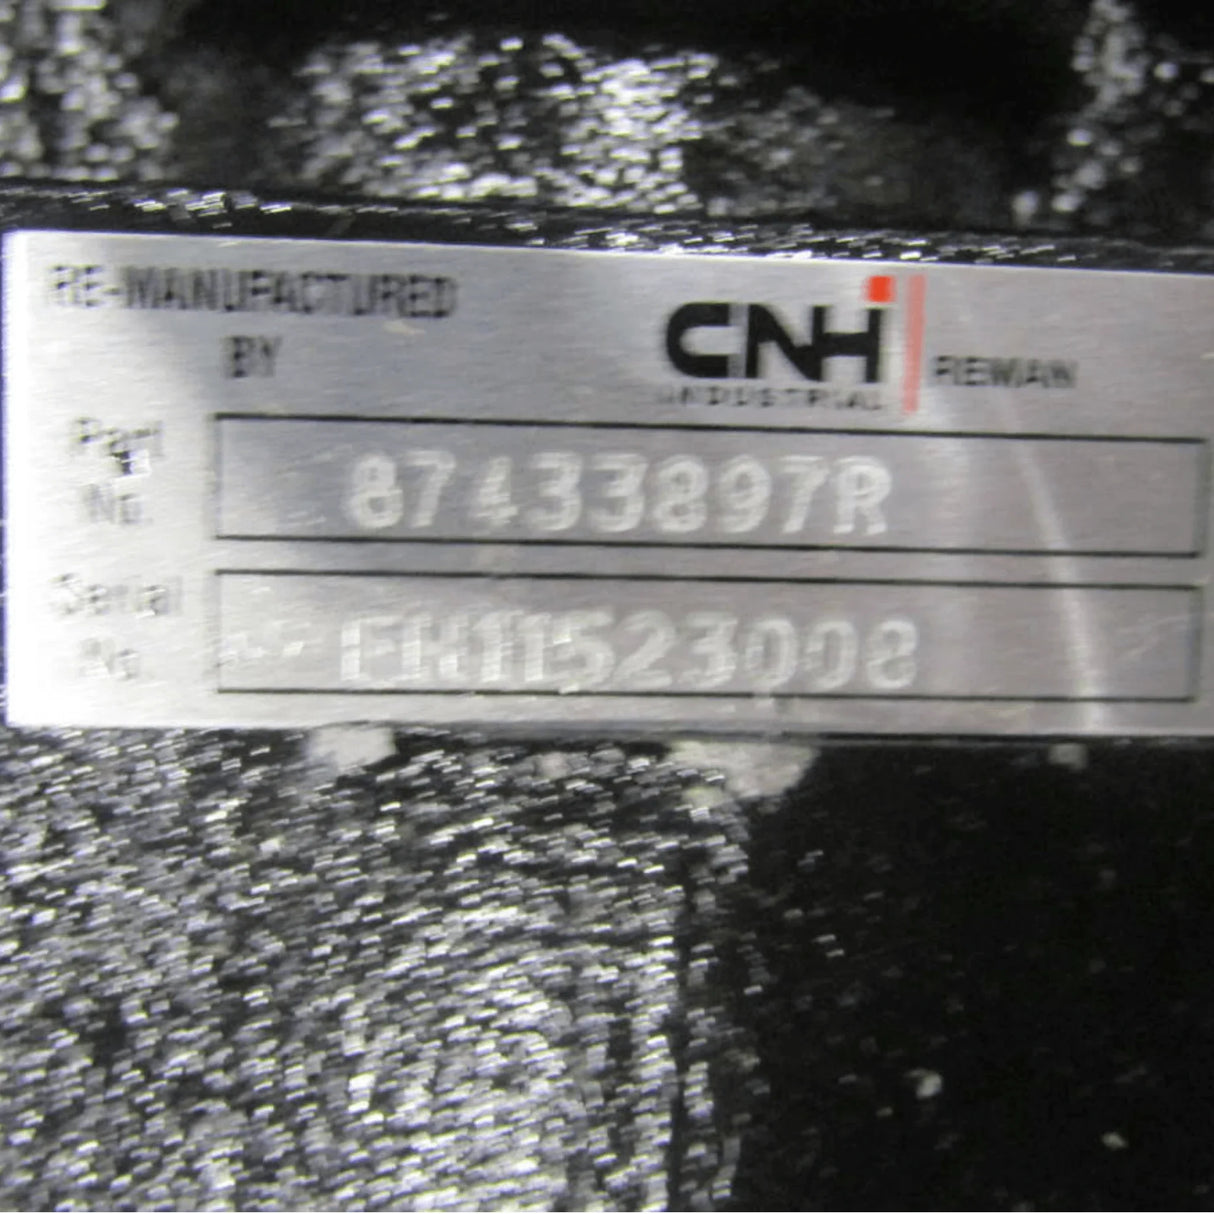 RE-MANUFACTURED
BY
CNH
INDUSTRIAL
REMAN
Part
No.
87433897R
Serial
No.
EH11523008